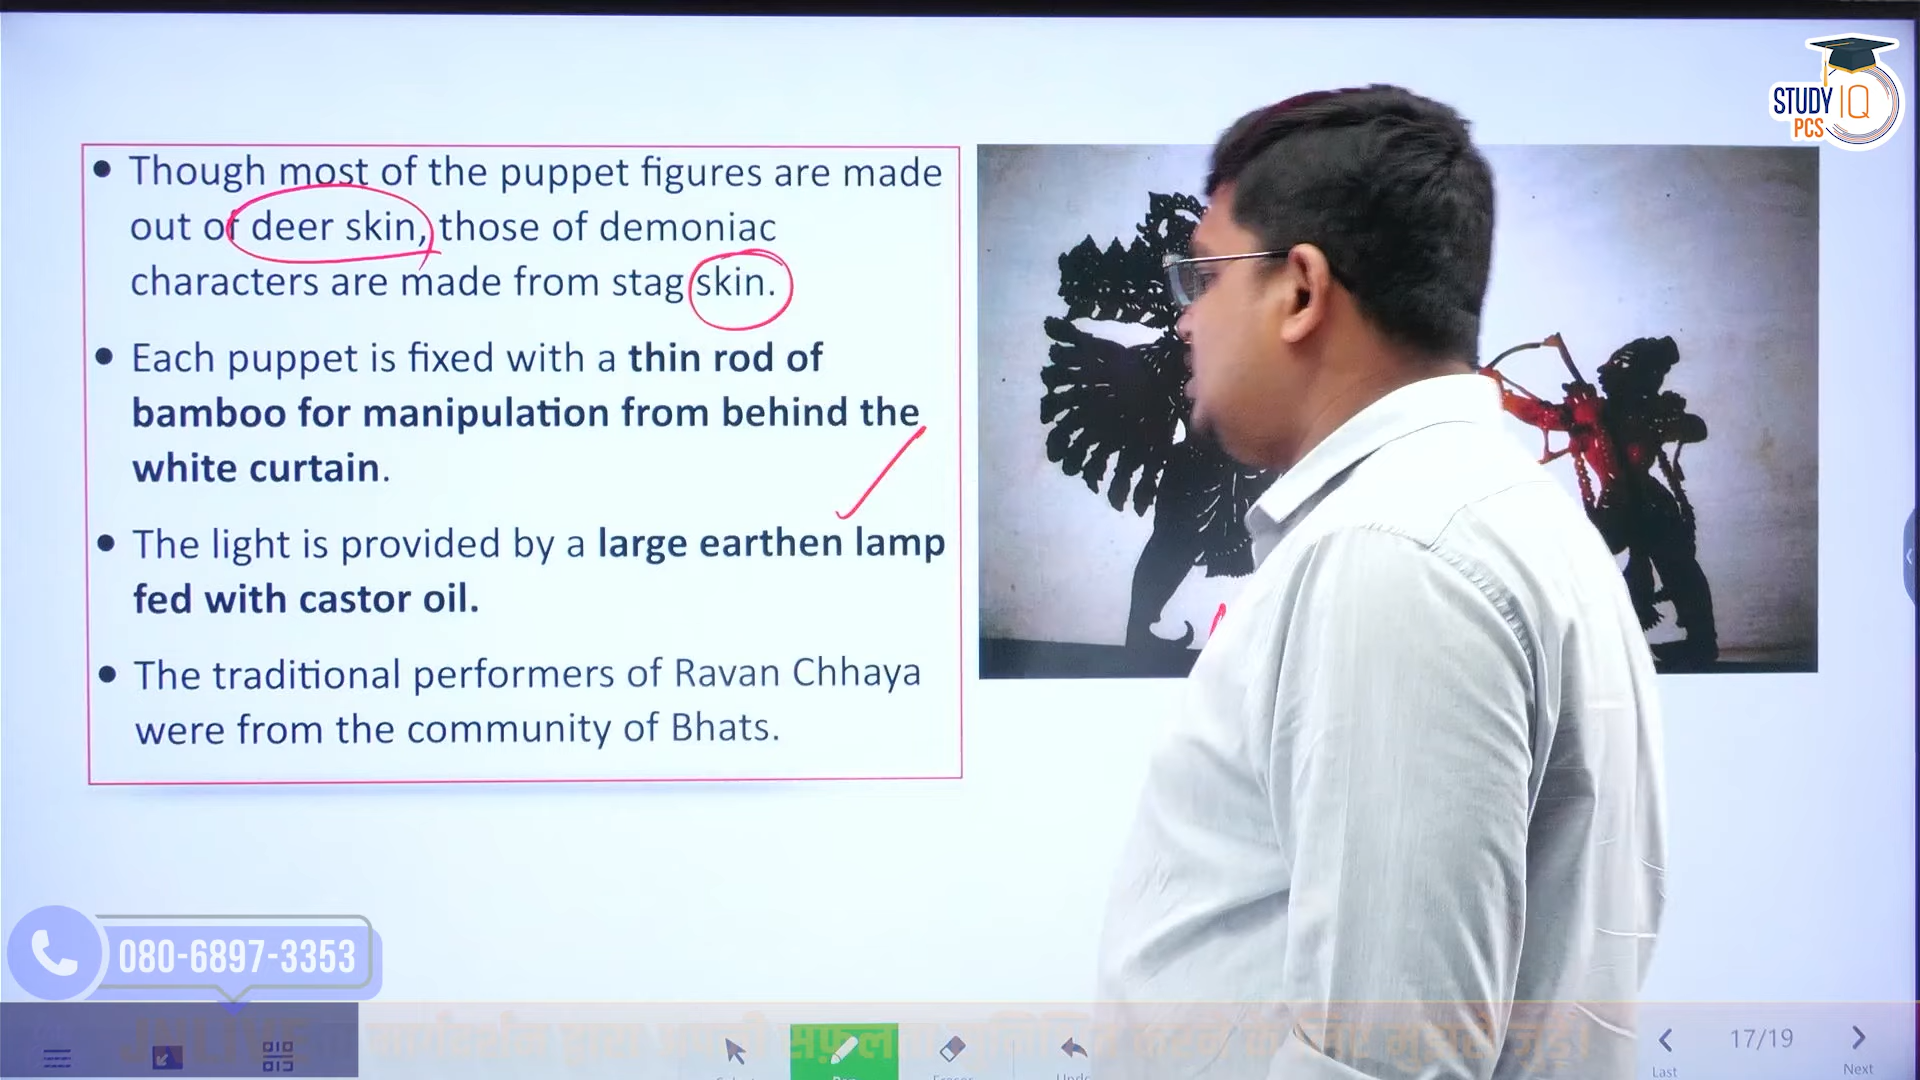 STUDY IQ
PCS
• Though most of the puppet figures are made
out of deer skin, those of demoniac
characters are made from stag skin.
• Each puppet is fixed with a thin rod of
bamboo for manipulation from behind the
white curtain.
• The light is provided by a large earthen lamp
fed with castor oil.
• The traditional performers of Ravan Chhaya
were from the community of Bhats.
080-6897-3353
JNLIVE
17/19
Last
Next
Pen
Eraser